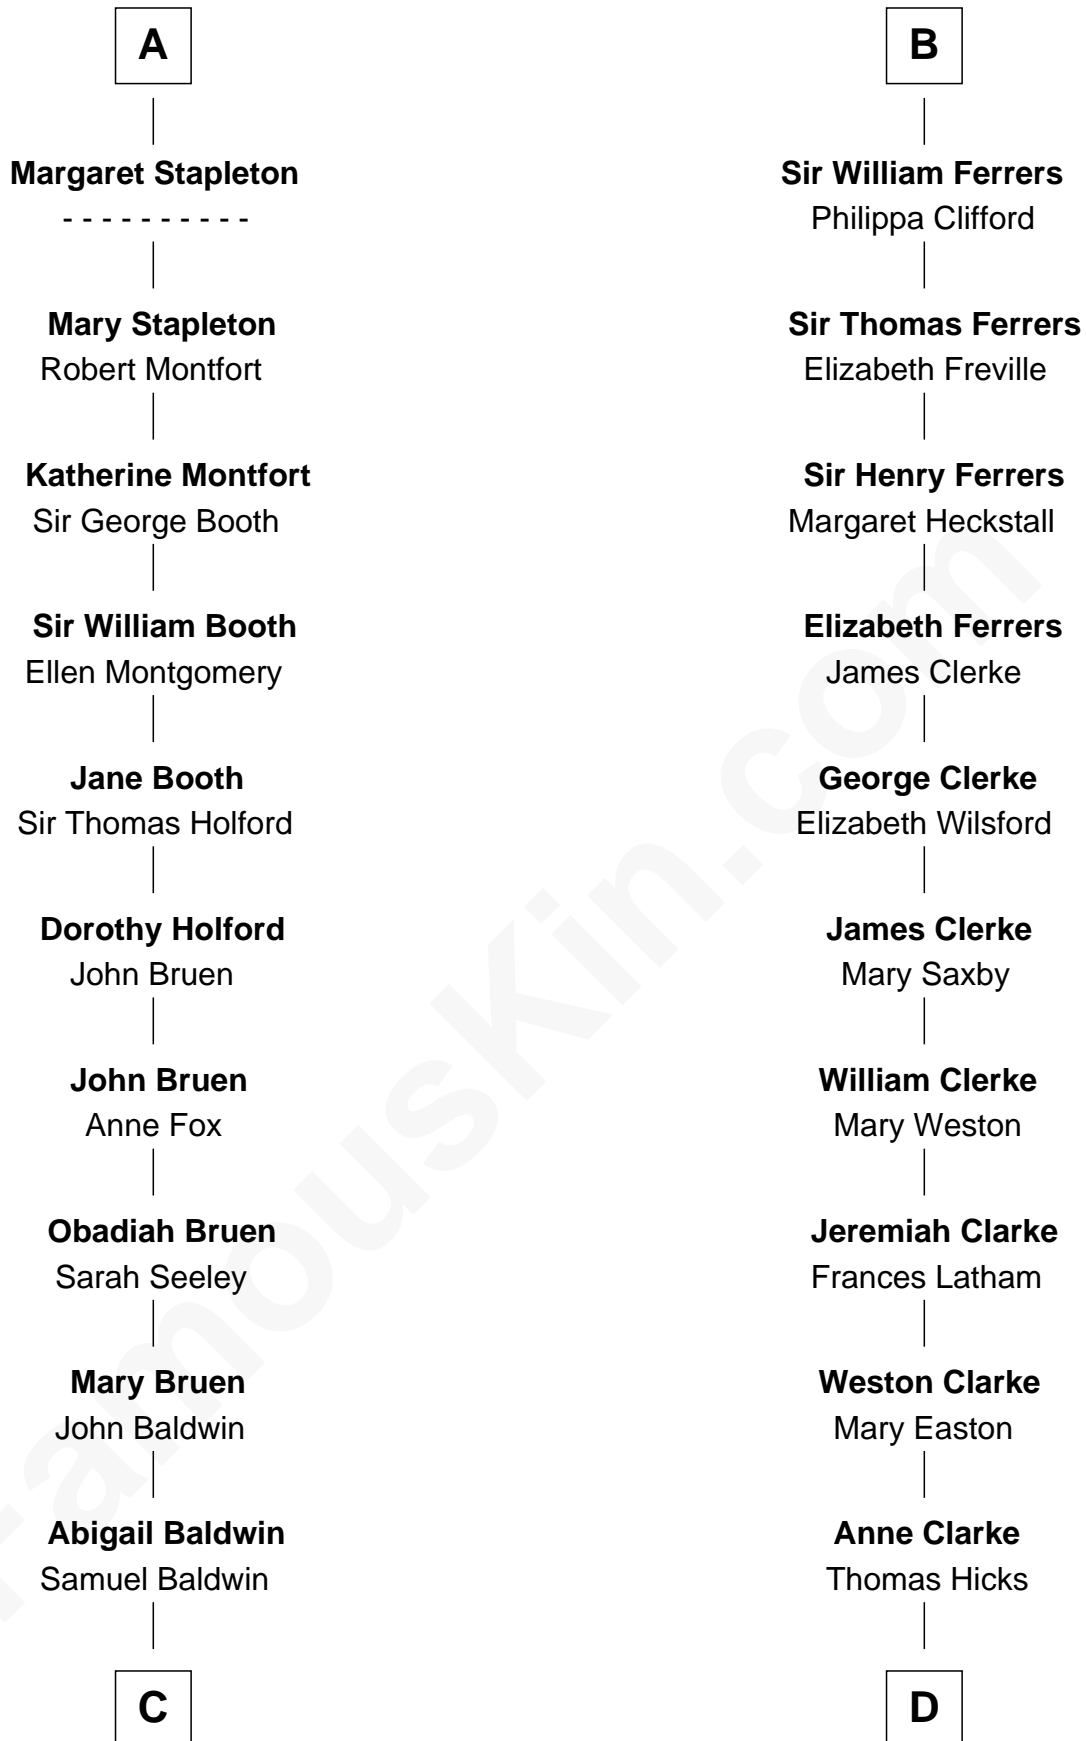 A
Margaret Stapleton
- - - - - - - - - -
Mary Stapleton
Robert Montfort
Katherine Montfort
Sir George Booth
Sir William Booth
Ellen Montgomery
Jane Booth
Sir Thomas Holford
Dorothy Holford
John Bruen
John Bruen
Anne Fox
Obadiah Bruen
Sarah Seeley
Mary Bruen
John Baldwin
Abigail Baldwin
Samuel Baldwin
C
B
Sir William Ferrers
Philippa Clifford
Sir Thomas Ferrers
Elizabeth Freville
Sir Henry Ferrers
Margaret Heckstall
Elizabeth Ferrers
James Clerke
George Clerke
Elizabeth Wilsford
James Clerke
Mary Saxby
William Clerke
Mary Weston
Jeremiah Clarke
Frances Latham
Weston Clarke
Mary Easton
Anne Clarke
Thomas Hicks
D
FamousKin.com